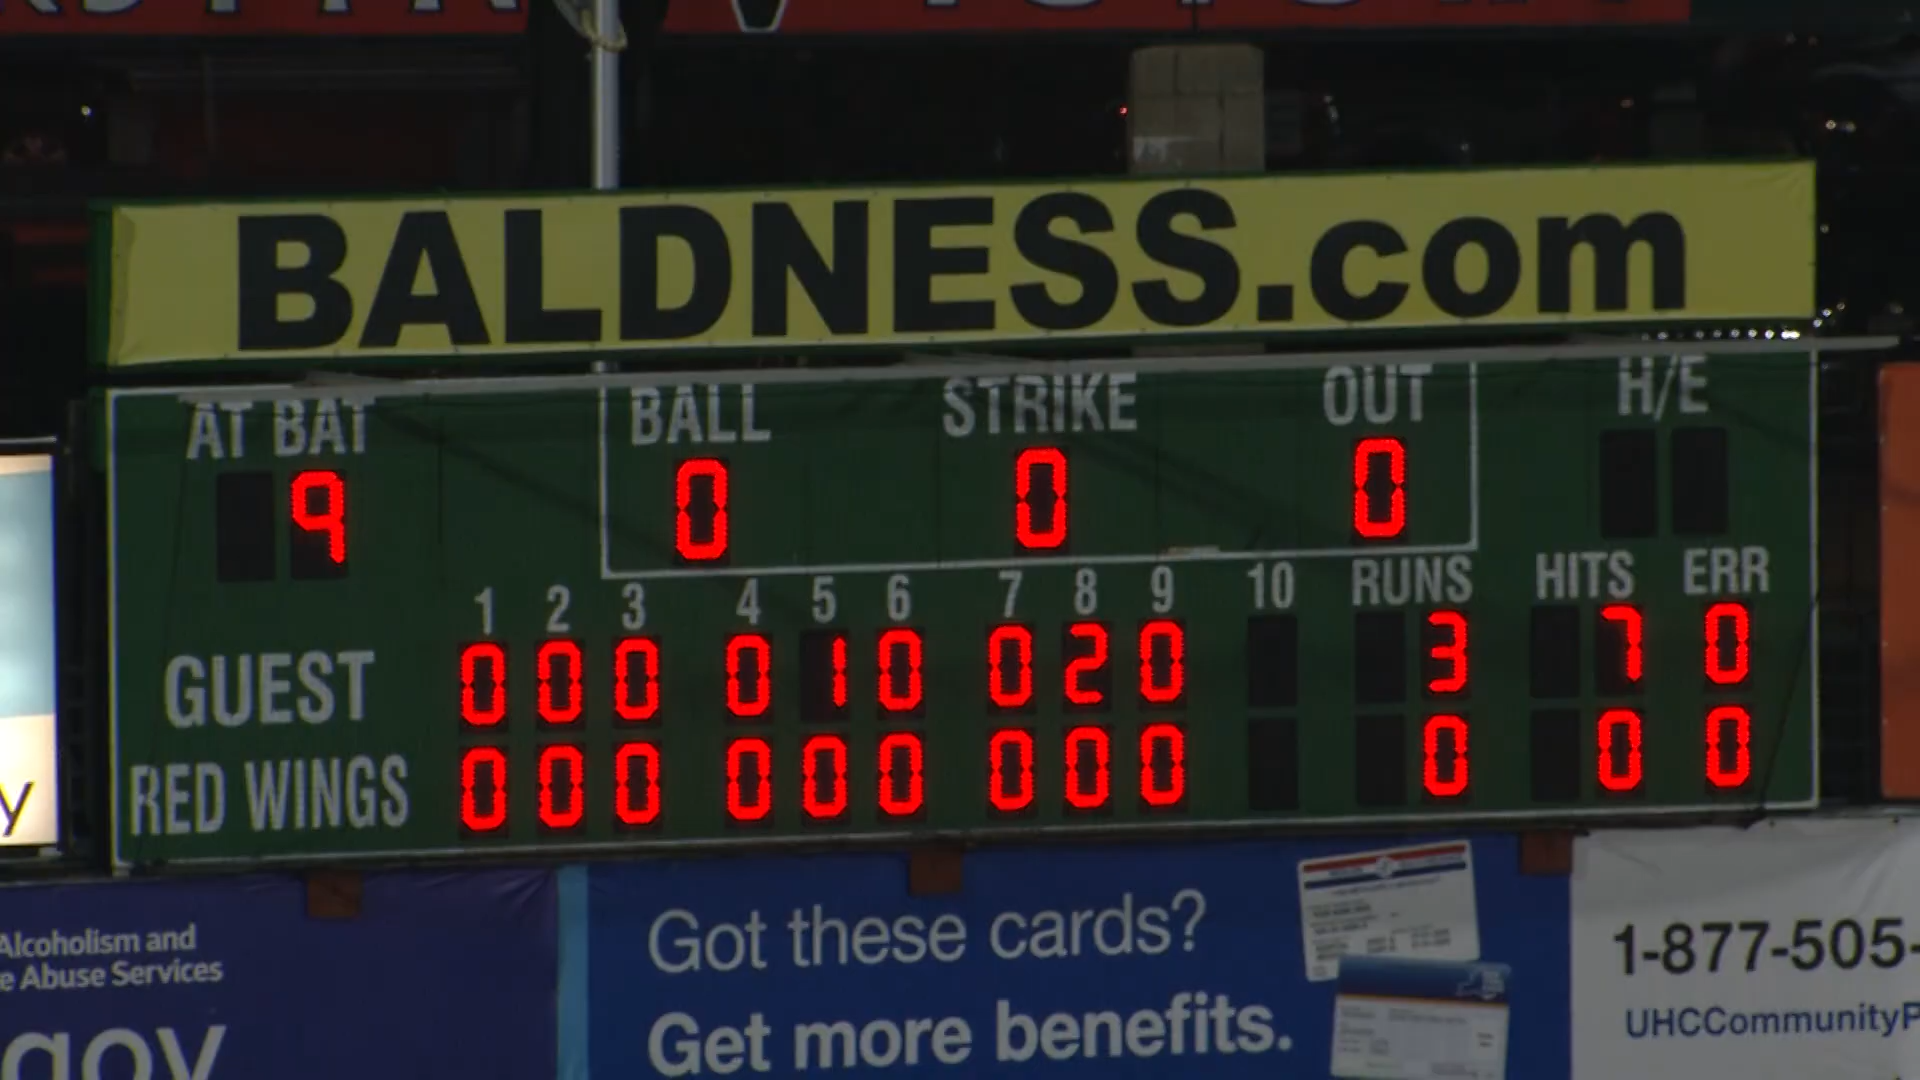 BALDNESS.com
AT BAT BALL STRIKE OUT H/E
9 0 0 0
1 2 3 4 5 6 7 8 9 10 RUNS HITS ERR
GUEST 0 0 0 0 1 0 0 2 0 3 7 0
RED WINGS 0 0 0 0 0 0 0 0 0 0 0 0
y
Alcoholism and
e Abuse Services
gov
Got these cards?
Get more benefits.
1-877-505-
UHCCommunityP